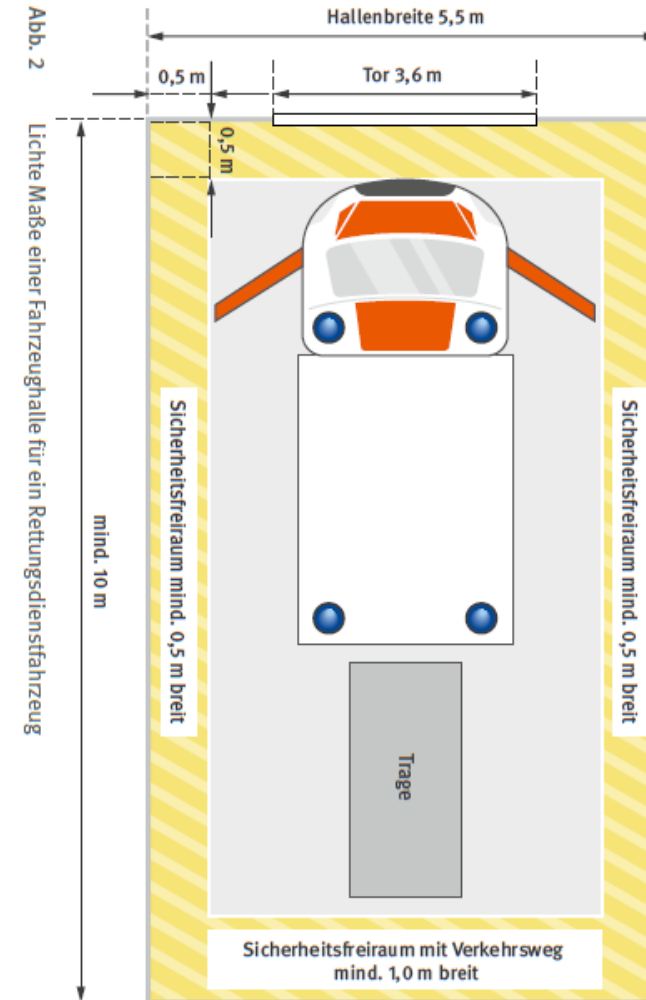 Hallenbreite 5,5 m
0,5 m
Tor 3,6 m
0,5 m
Sicherheitsfreiraum mind. 0,5 m breit
Sicherheitsfreiraum mind. 0,5 m breit
mind. 10 m
Trage
Sicherheitsfreiraum mit Verkehrsweg
mind. 1,0 m breit
Abb. 2 Lichte Maße einer Fahrzeughalle für ein Rettungsdienstfahrzeug